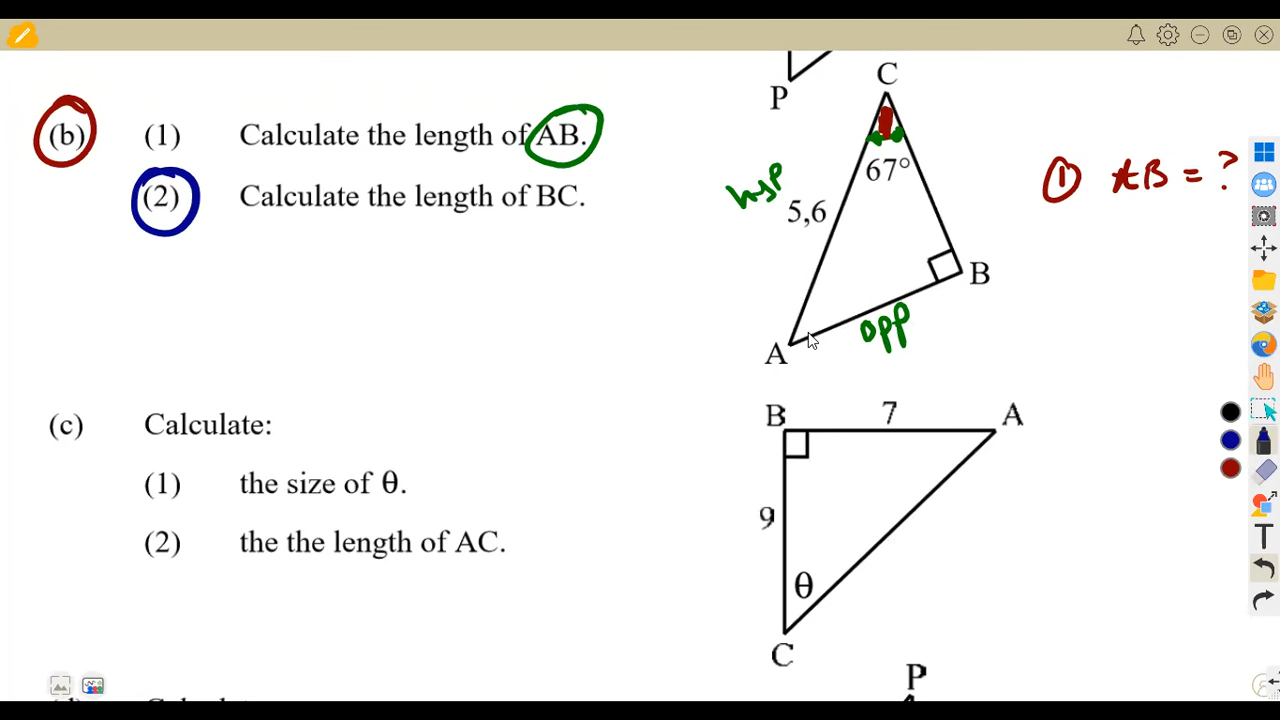 P
(b) (1) Calculate the length of AB.
(2) Calculate the length of BC.
C
67°
hyp
5,6
B
opp
A
① AB = ?
(c) Calculate:
(1) the size of θ.
(2) the the length of AC.
B 7 A
9
θ
C
P
T